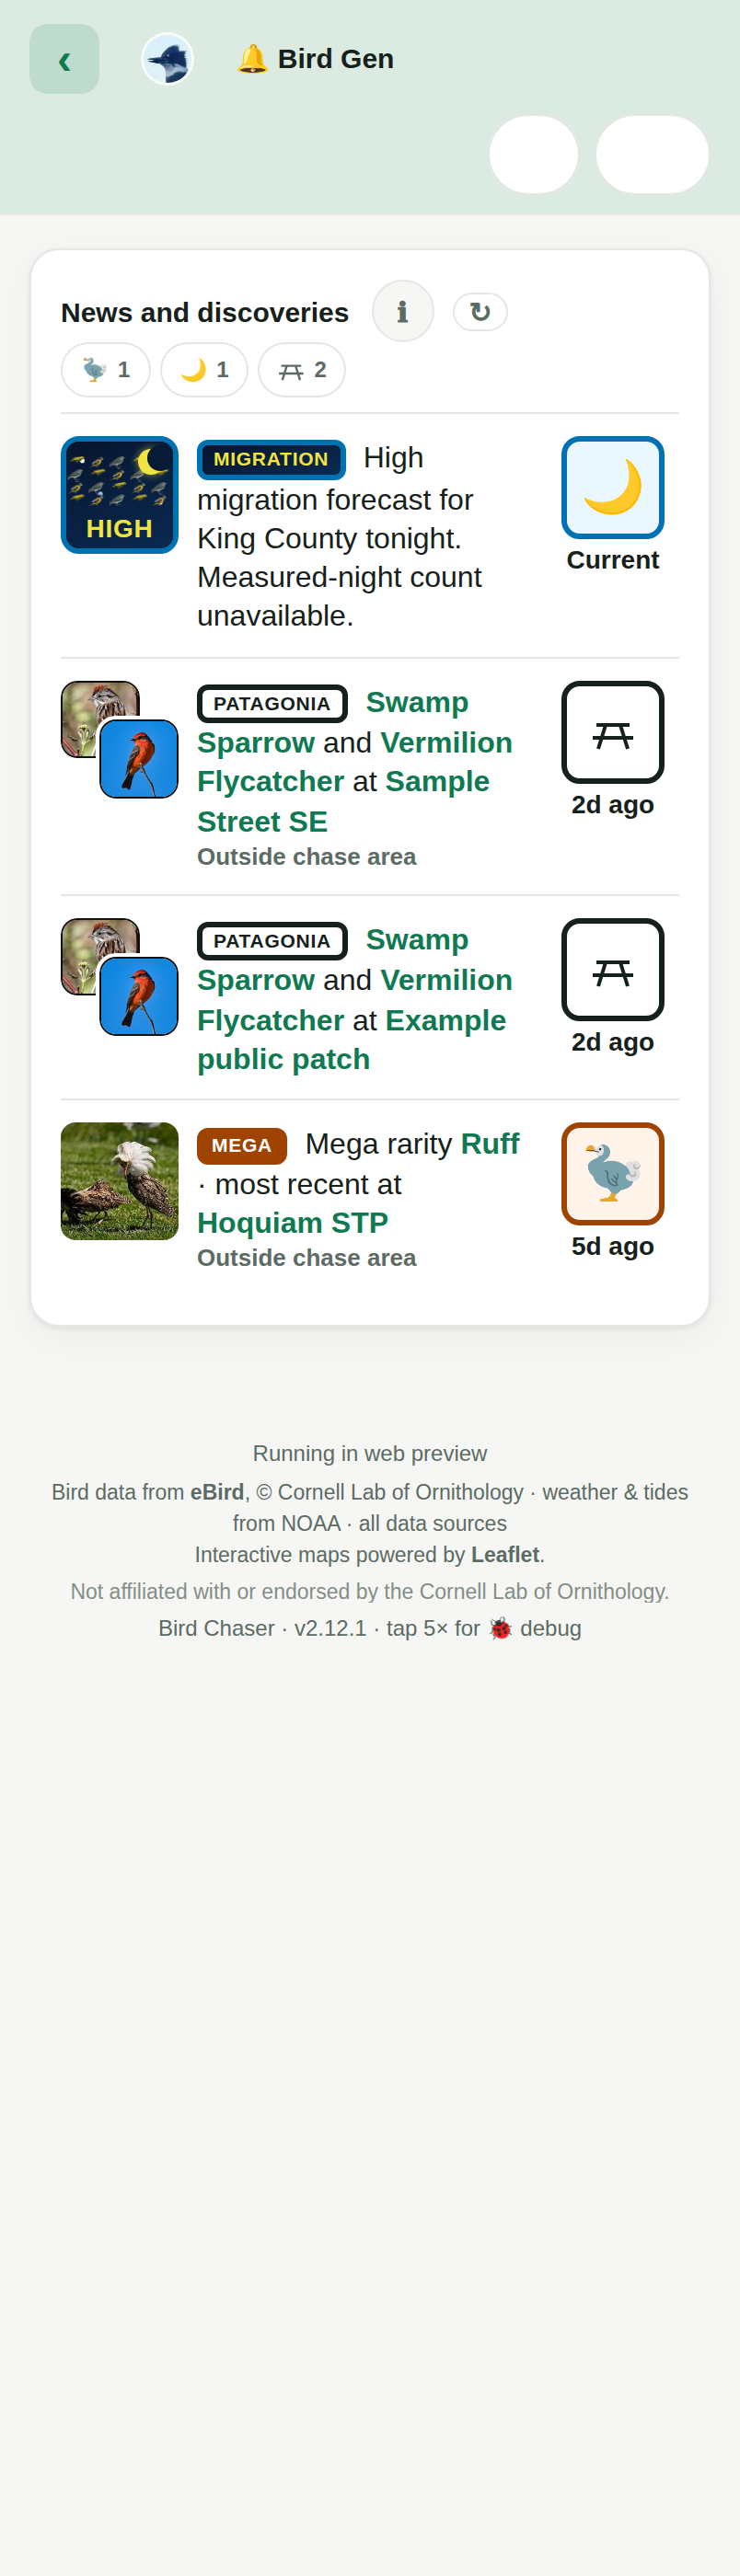 ‹ 🔔 Bird Gen
News and discoveries ℹ ↻
🦤 1 🌙 1 2
HIGH
MIGRATION High
migration forecast for
King County tonight.
Measured-night count
unavailable.
🌙
Current
PATAGONIA Swamp
Sparrow and Vermilion
Flycatcher at Sample
Street SE
Outside chase area
2d ago
PATAGONIA Swamp
Sparrow and Vermilion
Flycatcher at Example
public patch
2d ago
MEGA Mega rarity Ruff
· most recent at
Hoquiam STP
Outside chase area
🦤
5d ago
Running in web preview
Bird data from eBird, © Cornell Lab of Ornithology · weather & tides
from NOAA · all data sources
Interactive maps powered by Leaflet.
Not affiliated with or endorsed by the Cornell Lab of Ornithology.
Bird Chaser · v2.12.1 · tap 5× for 🐞 debug